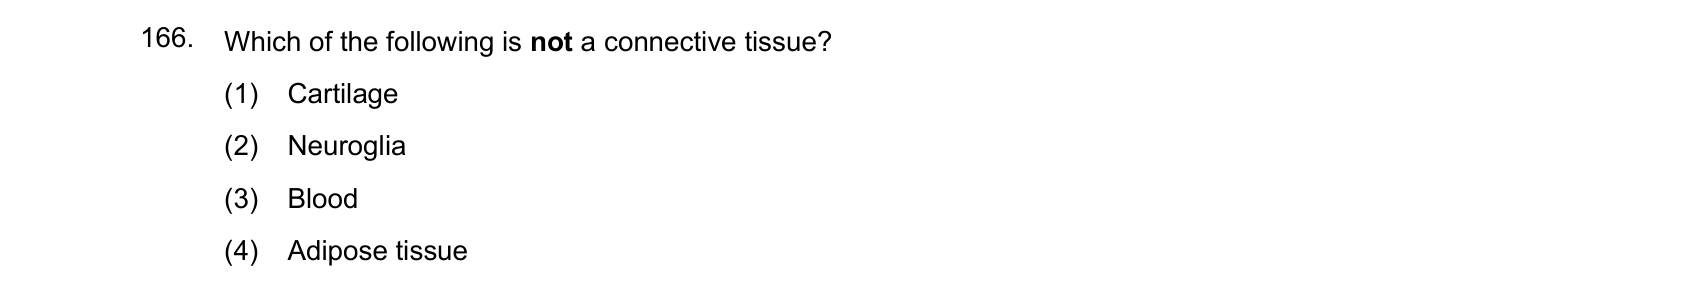 166. Which of the following is not a connective tissue?
(1) Cartilage
(2) Neuroglia
(3) Blood
(4) Adipose tissue